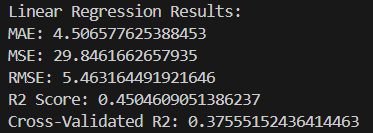 Linear Regression Results:
MAE: 4.506577625388453
MSE: 29.8461662657935
RMSE: 5.463164491921646
R2 Score: 0.4504609051386237
Cross-Validated R2: 0.37555152436414463